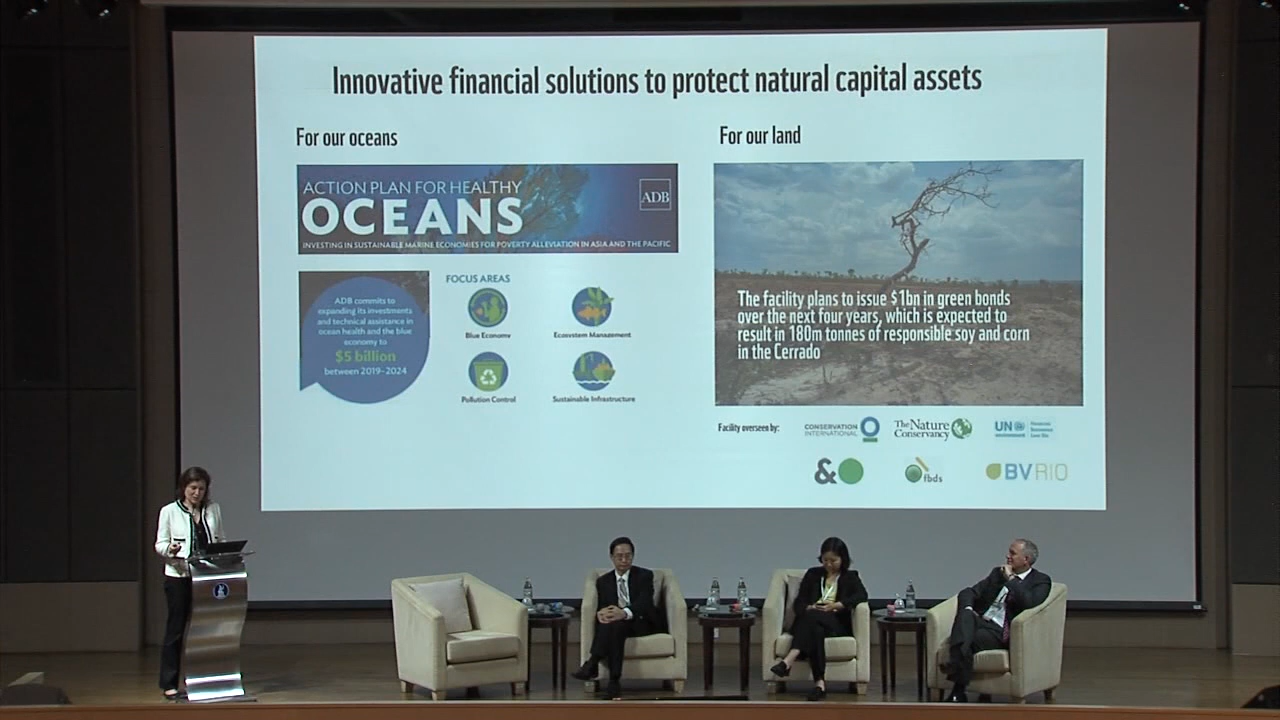 Innovative financial solutions to protect natural capital assets
For our oceans
ACTION PLAN FOR HEALTHY
OCEANS
ADB
INVESTING IN SUSTAINABLE MARINE ECONOMIES FOR POVERTY ALLEVIATION IN ASIA AND THE PACIFIC
ADB commits to
expanding its investments
and technical assistance in
ocean health and the blue
economy to
$5 billion
between 2019–2024
FOCUS AREAS
Blue Economy
Ecosystem Management
Pollution Control
Sustainable Infrastructure
For our land
The facility plans to issue $1bn in green bonds
over the next four years, which is expected to
result in 180m tonnes of responsible soy and corn
in the Cerrado
Facility overseen by:
CONSERVATION
INTERNATIONAL
The Nature
Conservancy
UN
environment
&
fbds
BVRIO